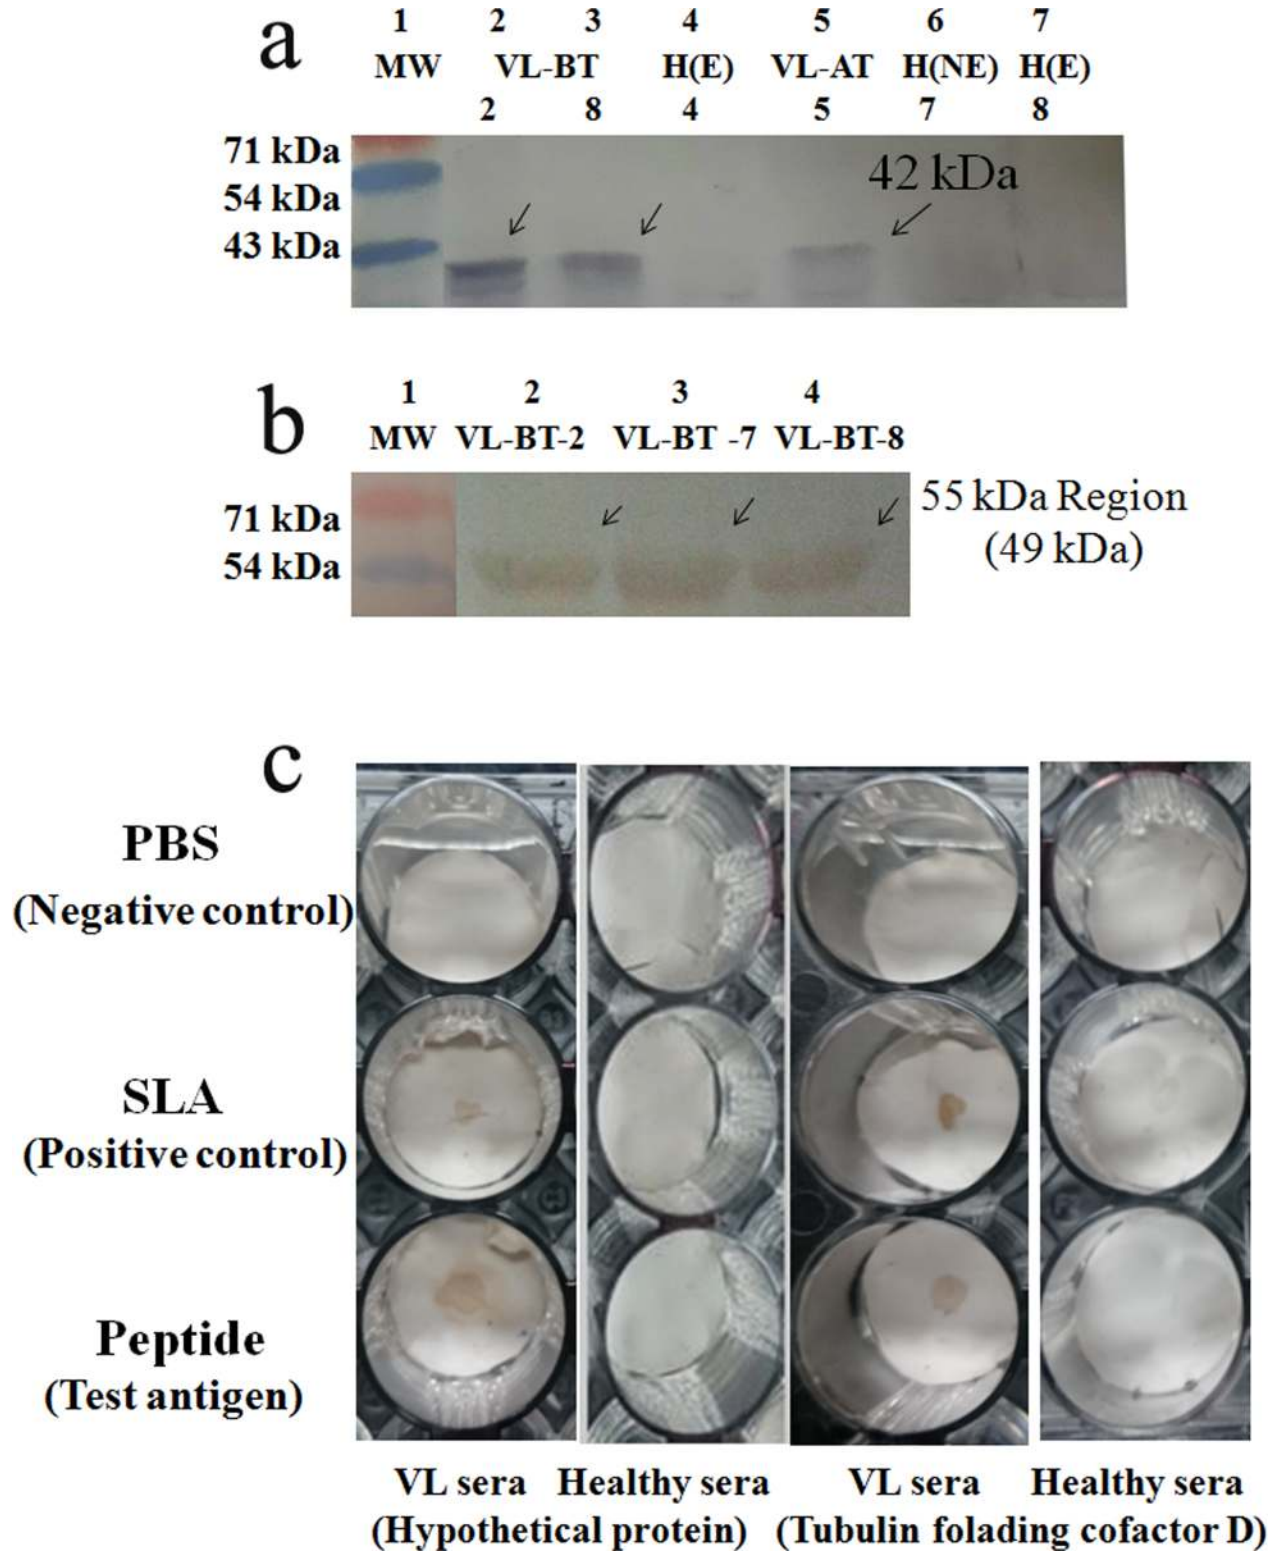 a
1 2 3 4 5 6 7
MW VL-BT H(E) VL-AT H(NE) H(E)
2 8 4 5 7 8
71 kDa
54 kDa
43 kDa
42 kDa
b
1 2 3 4
MW VL-BT-2 VL-BT -7 VL-BT-8
71 kDa
54 kDa
55 kDa Region
(49 kDa)
c
PBS
(Negative control)
SLA
(Positive control)
Peptide
(Test antigen)
VL sera Healthy sera VL sera Healthy sera
(Hypothetical protein) (Tubulin folading cofactor D)